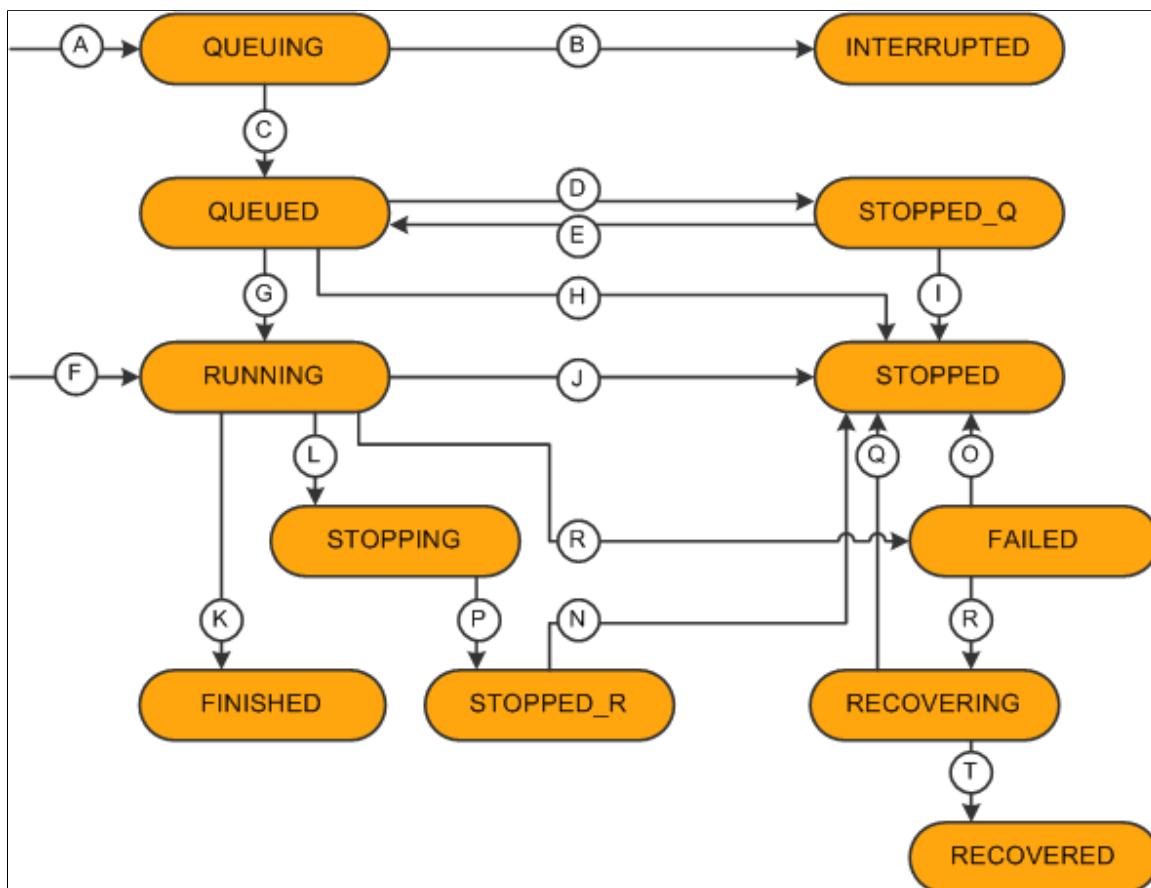 A
QUEUING
B
INTERRUPTED
C
QUEUED
D
E
STOPPED_Q
G
H
I
F
RUNNING
J
STOPPED
L
Q
O
STOPPING
R
FAILED
K
P
N
R
FINISHED
STOPPED_R
RECOVERING
T
RECOVERED